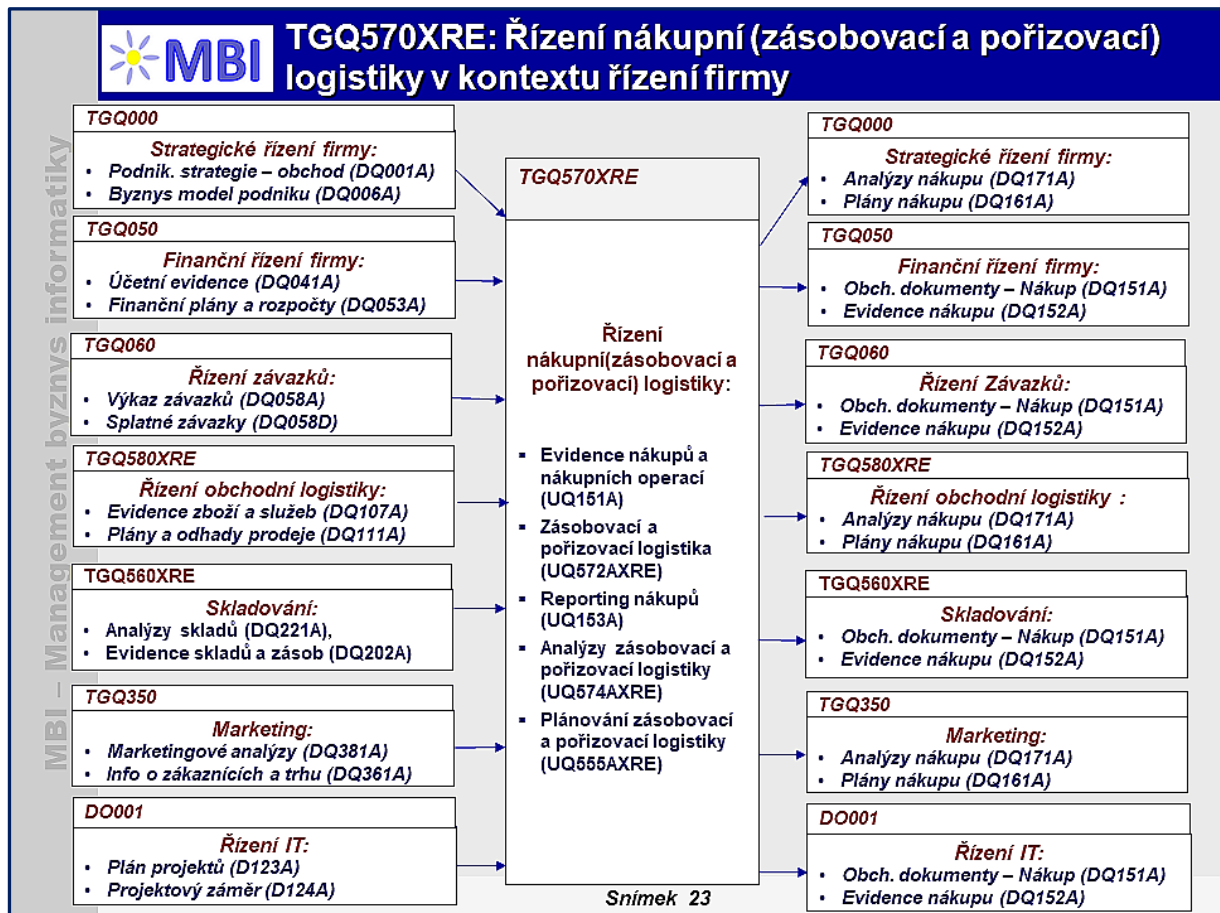 MBI
TGQ570XRE: Řízení nákupní (zásobovací a pořizovací)
logistiky v kontextu řízení firmy
MBI – Management byznys informatiky
TGQ000
Strategické řízení firmy:
• Podnik. strategie – obchod (DQ001A)
• Byznys model podniku (DQ006A)
TGQ050
Finanční řízení firmy:
• Účetní evidence (DQ041A)
• Finanční plány a rozpočty (DQ053A)
TGQ060
Řízení závazků:
• Výkaz závazků (DQ058A)
• Splatné závazky (DQ058D)
TGQ580XRE
Řízení obchodní logistiky:
• Evidence zboží a služeb (DQ107A)
• Plány a odhady prodeje (DQ111A)
TGQ560XRE
Skladování:
• Analýzy skladů (DQ221A),
• Evidence skladů a zásob (DQ202A)
TGQ350
Marketing:
• Marketingové analýzy (DQ381A)
• Info o zákaznících a trhu (DQ361A)
DO001
Řízení IT:
• Plán projektů (D123A)
• Projektový záměr (D124A)
TGQ570XRE
Řízení
nákupní(zásobovací a
pořizovací) logistiky:
▪ Evidence nákupů a
nákupních operací
(UQ151A)
▪ Zásobovací a
pořizovací logistika
(UQ572AXRE)
▪ Reporting nákupů
(UQ153A)
▪ Analýzy zásobovací a
pořizovací logistiky
(UQ574AXRE)
▪ Plánování zásobovací
a pořizovací logistiky
(UQ555AXRE)
TGQ000
Strategické řízení firmy:
• Analýzy nákupu (DQ171A)
• Plány nákupu (DQ161A)
TGQ050
Finanční řízení firmy:
• Obch. dokumenty – Nákup (DQ151A)
• Evidence nákupu (DQ152A)
TGQ060
Řízení Závazků:
• Obch. dokumenty – Nákup (DQ151A)
• Evidence nákupu (DQ152A)
TGQ580XRE
Řízení obchodní logistiky :
• Analýzy nákupu (DQ171A)
• Plány nákupu (DQ161A)
TGQ560XRE
Skladování:
• Obch. dokumenty – Nákup (DQ151A)
• Evidence nákupu (DQ152A)
TGQ350
Marketing:
• Analýzy nákupu (DQ171A)
• Plány nákupu (DQ161A)
DO001
Řízení IT:
• Obch. dokumenty – Nákup (DQ151A)
• Evidence nákupu (DQ152A)
Snímek 23